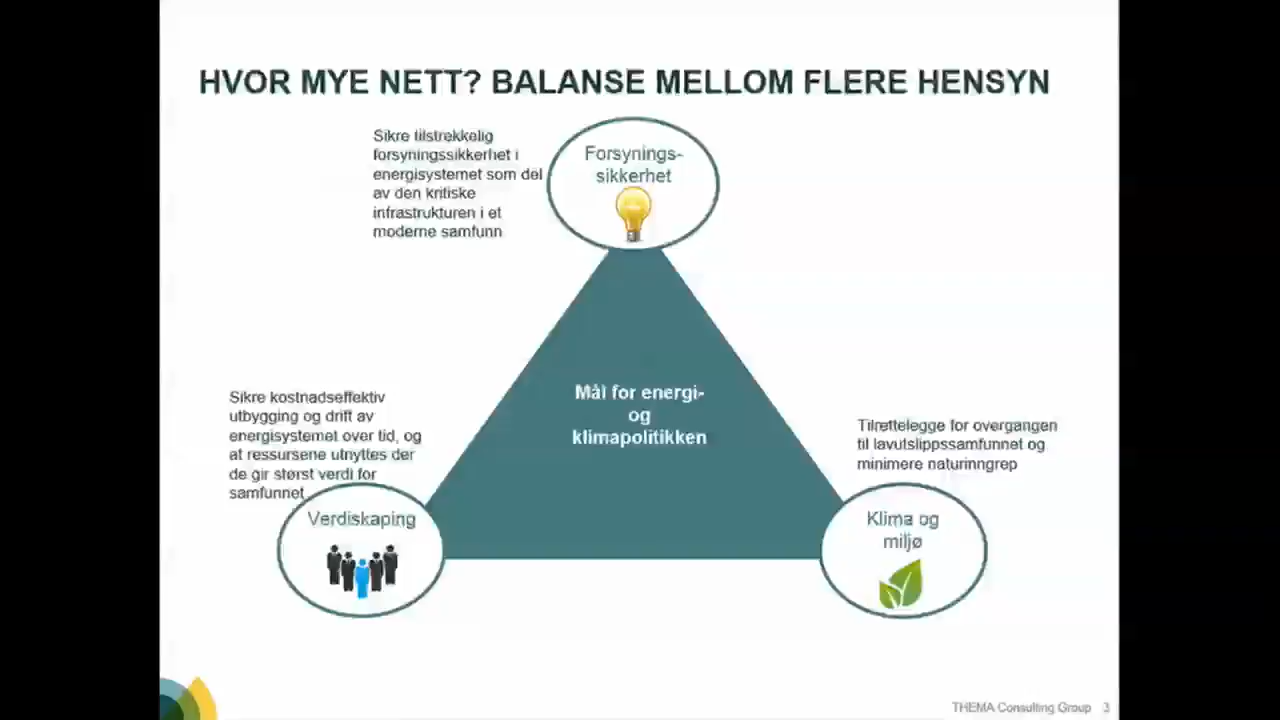 HVOR MYE NETT? BALANSE MELLOM FLERE HENSYN
Sikre tilstrekkelig
forsyningssikkerhet i
energisystemet som del
av den kritiske
infrastrukturen i et
moderne samfunn
Forsynings-
sikkerhet
Mål for energi-
og
klimapolitikken
Sikre kostnadseffektiv
utbygging og drift av
energisystemet over tid, og
at ressursene utnyttes der
de gir størst verdi for
samfunnet
Verdiskaping
Tilrettelegge for overgangen
til lavutslippssamfunnet og
minimere naturinngrep
Klima og
miljø
THEMA Consulting Group 3